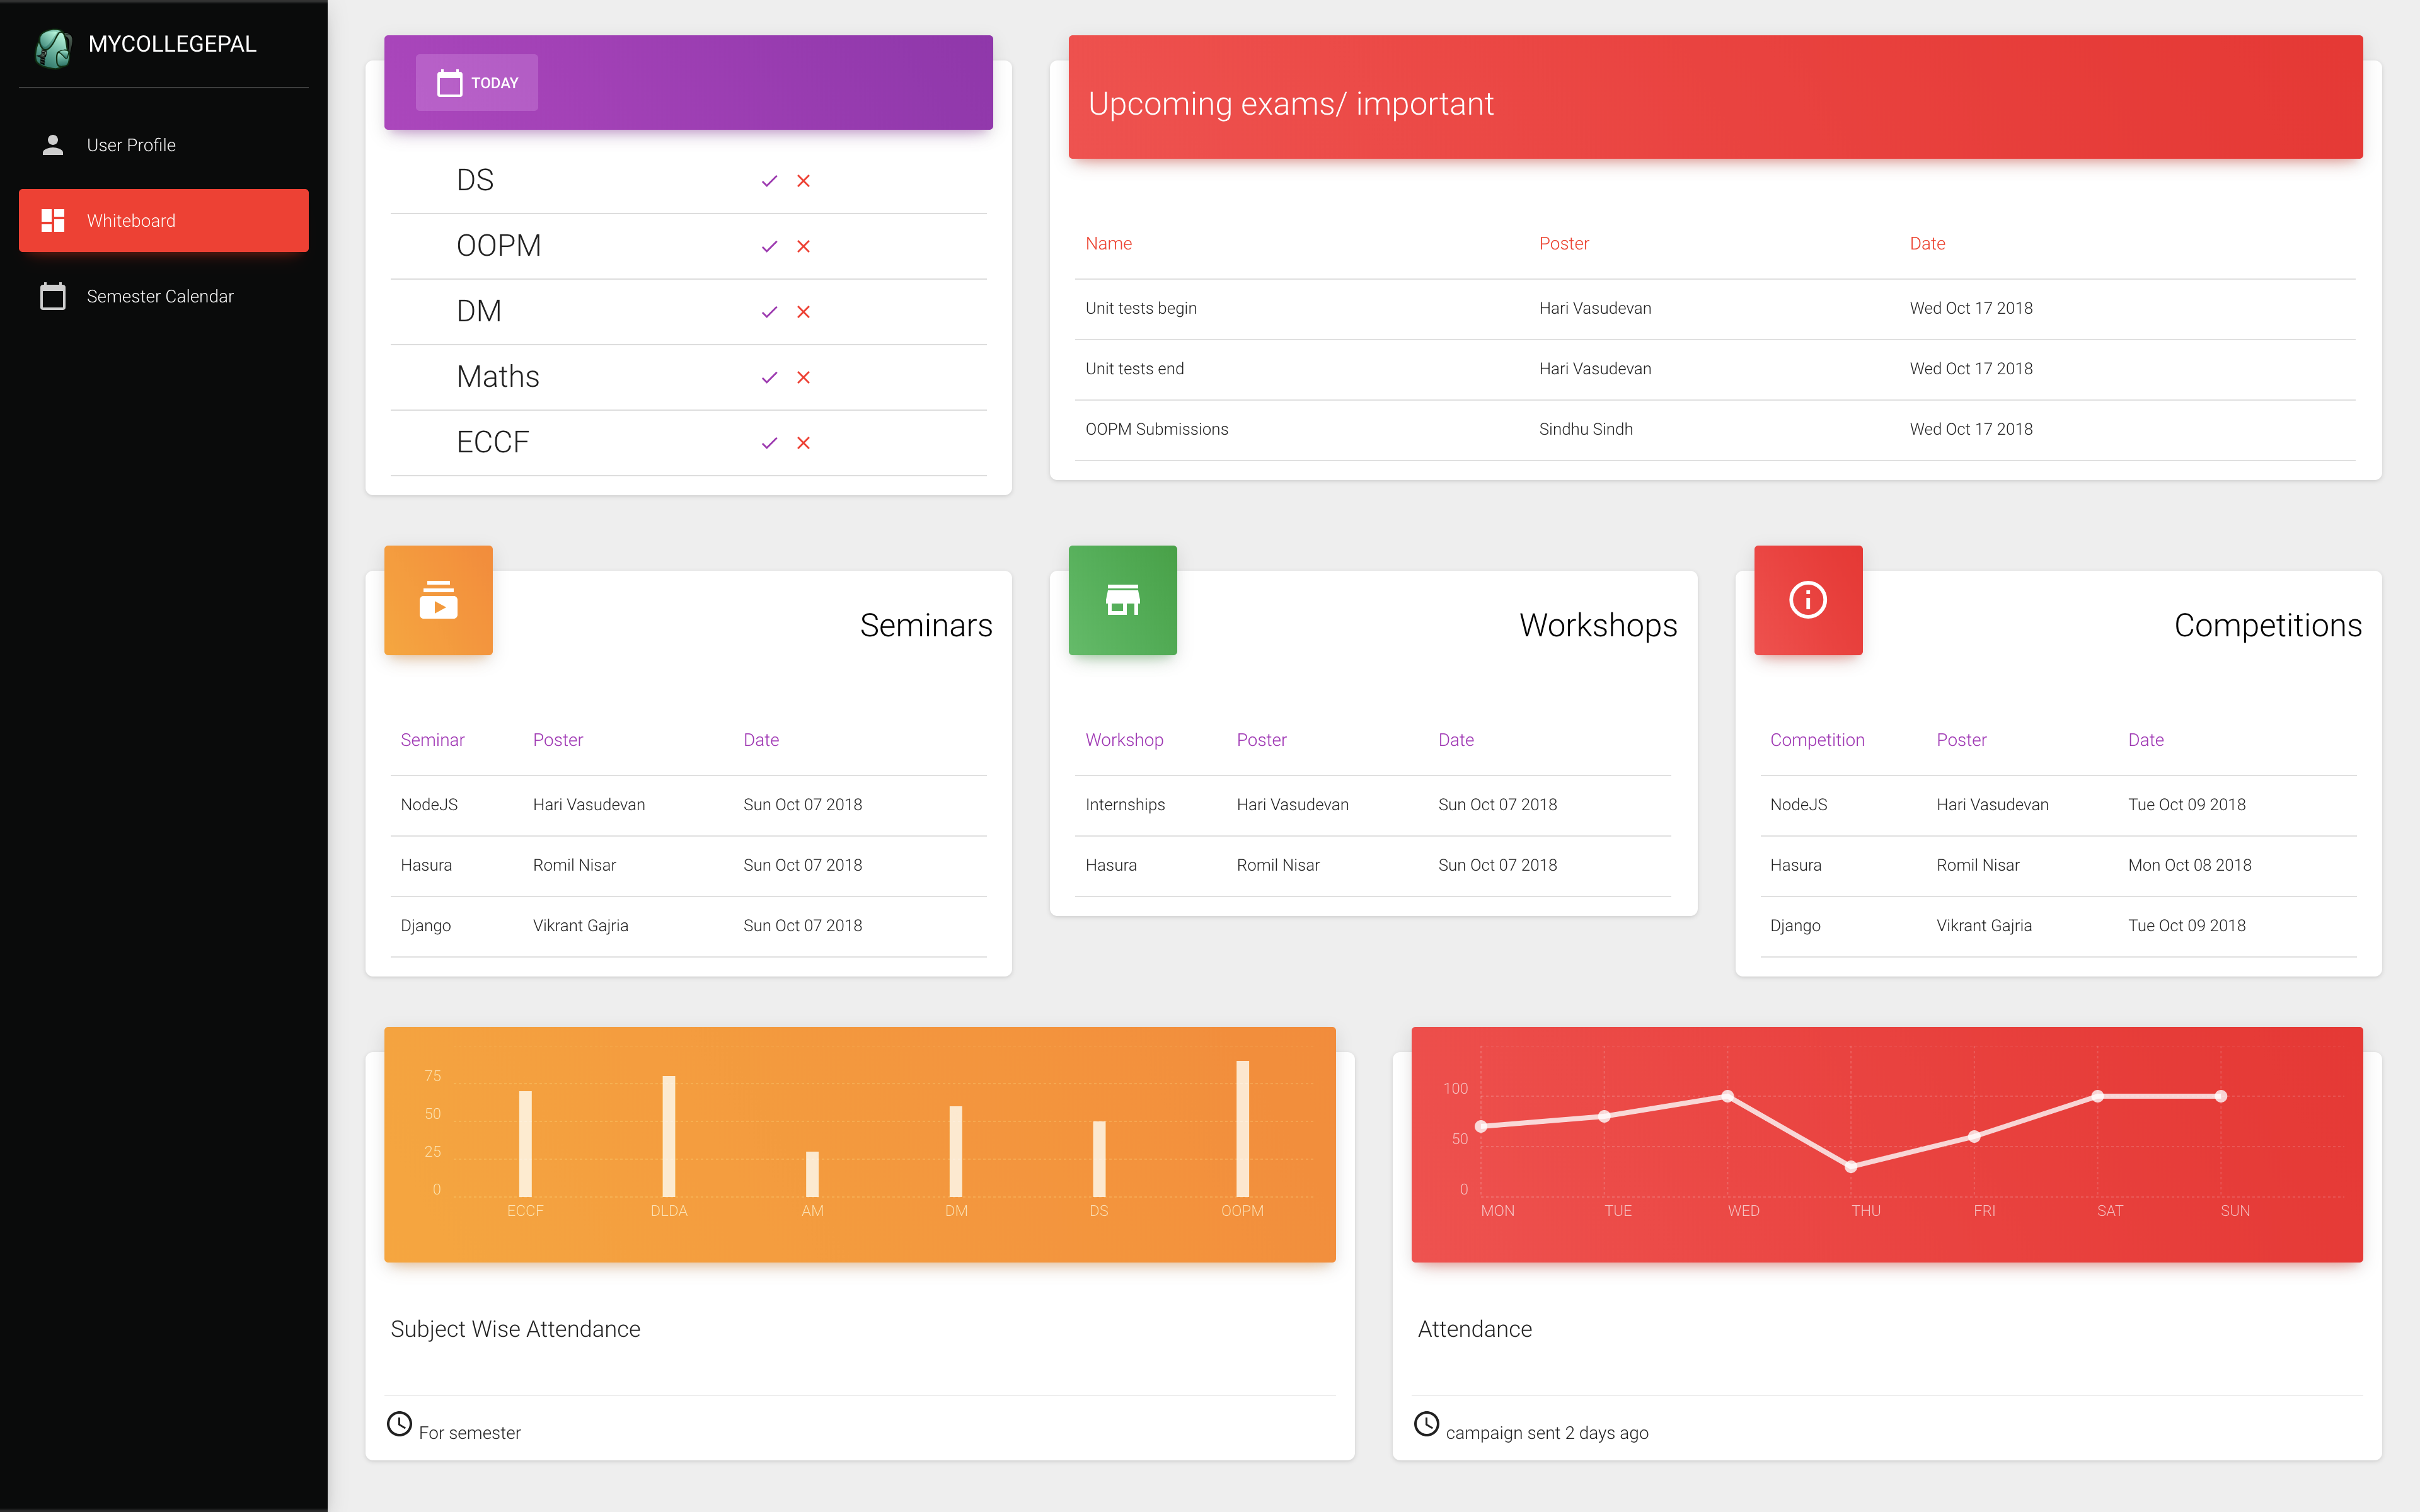 MYCOLLEGEPAL
User Profile
Whiteboard
Semester Calendar
TODAY
DS
OOPM
DM
Maths
ECCF
Upcoming exams/ important
Name Poster Date
Unit tests begin Hari Vasudevan Wed Oct 17 2018
Unit tests end Hari Vasudevan Wed Oct 17 2018
OOPM Submissions Sindhu Sindh Wed Oct 17 2018
Seminars
Seminar Poster Date
NodeJS Hari Vasudevan Sun Oct 07 2018
Hasura Romil Nisar Sun Oct 07 2018
Django Vikrant Gajria Sun Oct 07 2018
Workshops
Workshop Poster Date
Internships Hari Vasudevan Sun Oct 07 2018
Hasura Romil Nisar Sun Oct 07 2018
Competitions
Competition Poster Date
NodeJS Hari Vasudevan Tue Oct 09 2018
Hasura Romil Nisar Mon Oct 08 2018
Django Vikrant Gajria Tue Oct 09 2018
75
50
25
0
ECCF DLDA AM DM DS OOPM
Subject Wise Attendance
For semester
100
50
0
MON TUE WED THU FRI SAT SUN
Attendance
campaign sent 2 days ago